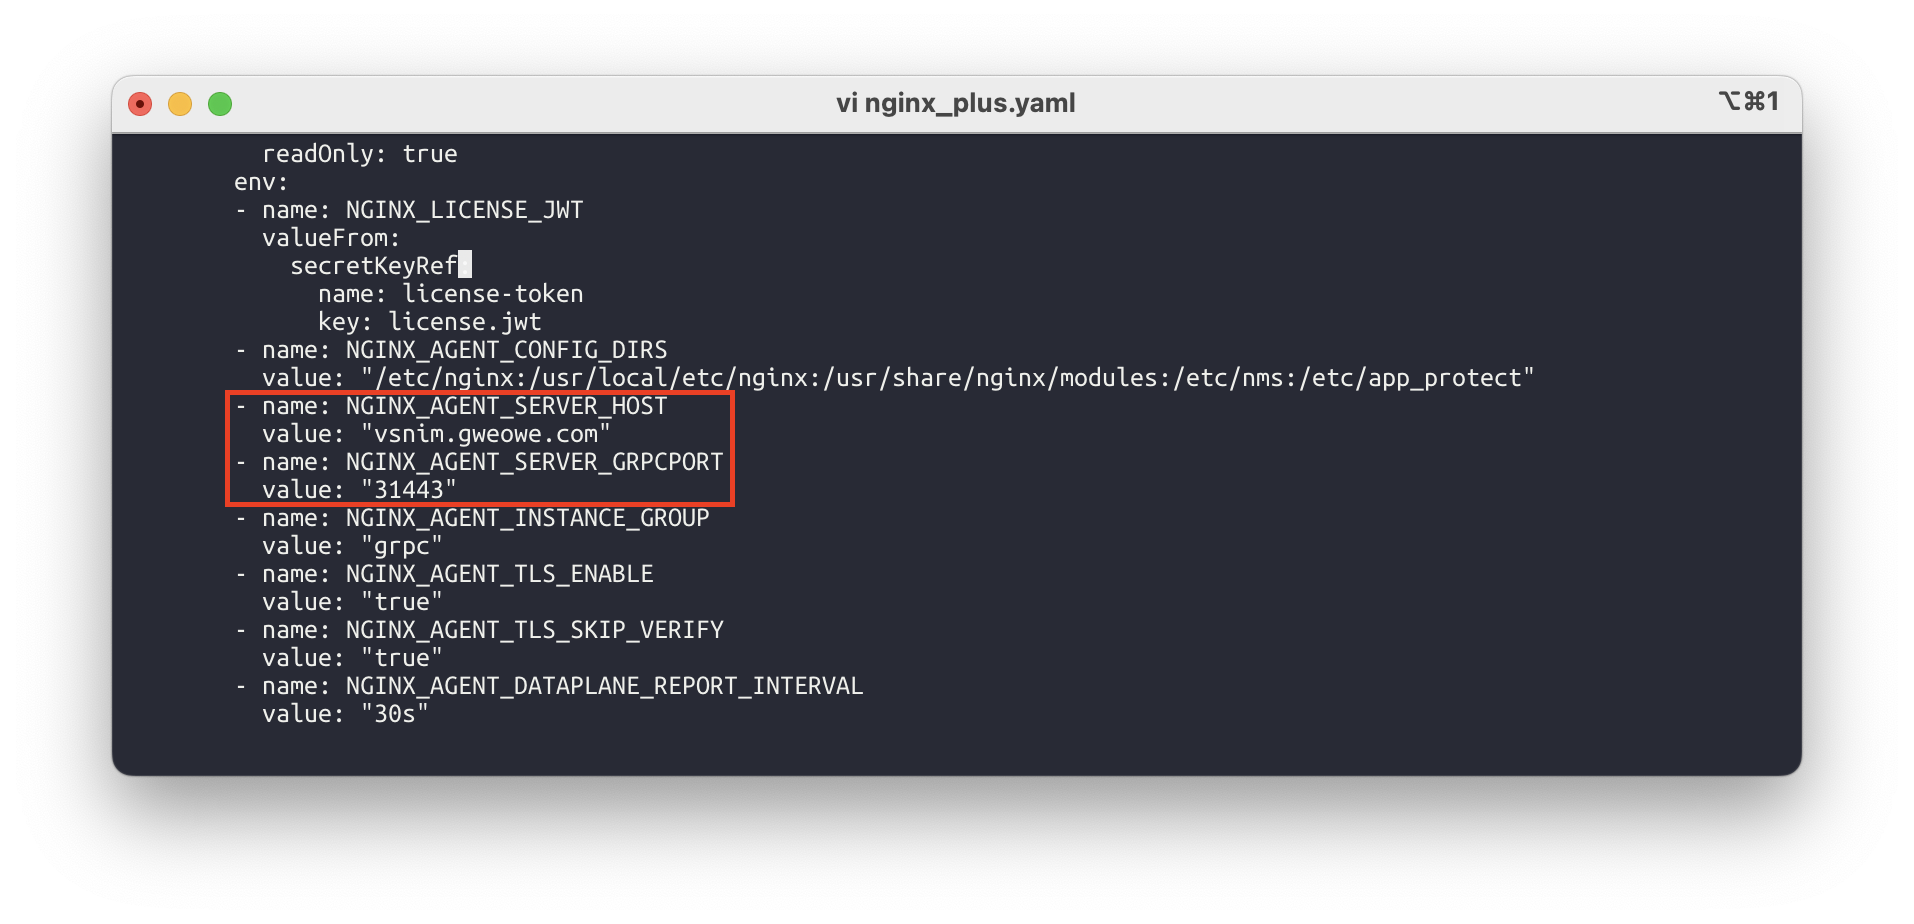 vi nginx_plus.yaml
⌥⌘1
readOnly: true
env:
- name: NGINX_LICENSE_JWT
valueFrom:
secretKeyRef:
name: license-token
key: license.jwt
- name: NGINX_AGENT_CONFIG_DIRS
value: "/etc/nginx:/usr/local/etc/nginx:/usr/share/nginx/modules:/etc/nms:/etc/app_protect"
- name: NGINX_AGENT_SERVER_HOST
value: "vsnim.gweowe.com"
- name: NGINX_AGENT_SERVER_GRPCPORT
value: "31443"
- name: NGINX_AGENT_INSTANCE_GROUP
value: "grpc"
- name: NGINX_AGENT_TLS_ENABLE
value: "true"
- name: NGINX_AGENT_TLS_SKIP_VERIFY
value: "true"
- name: NGINX_AGENT_DATAPLANE_REPORT_INTERVAL
value: "30s"